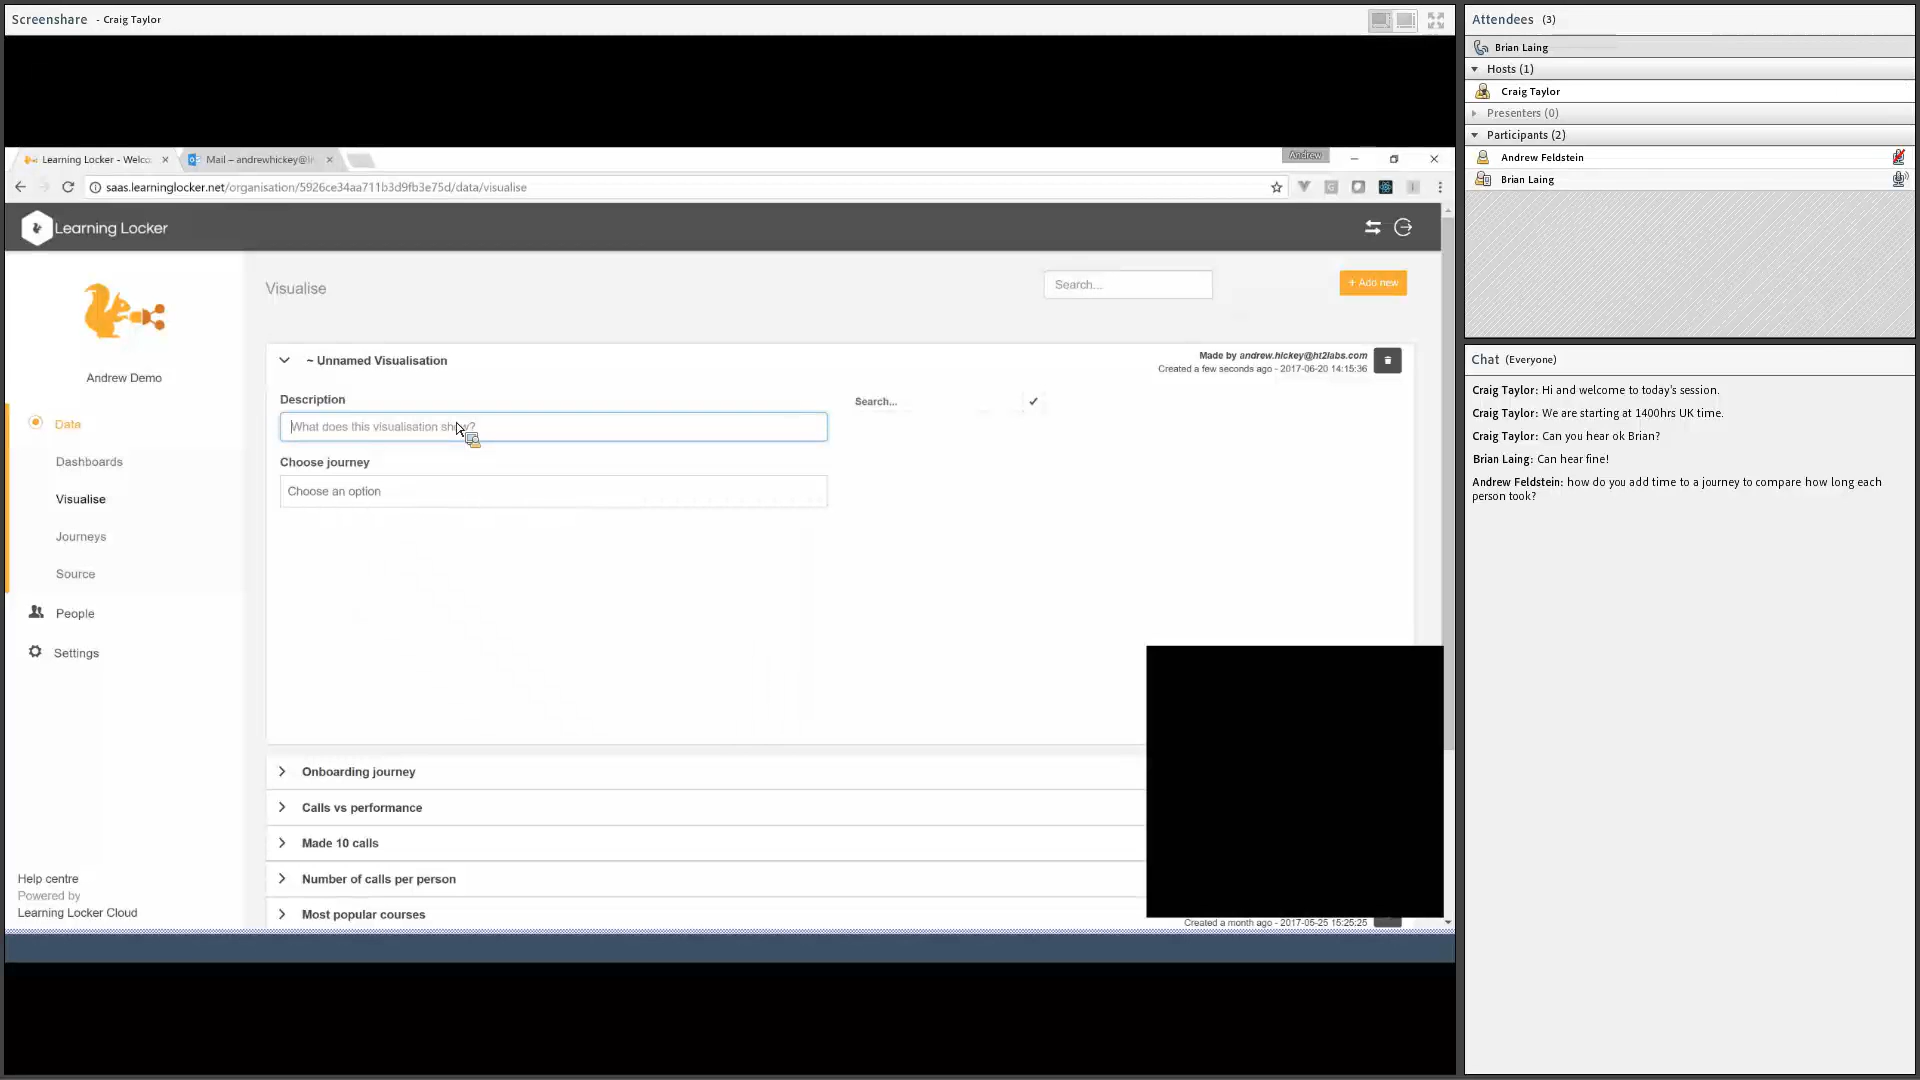 Screenshare - Craig Taylor
Learning Locker - Welco
Mail – andrewhickey@
Andrew
saas.learninglocker.net/organisation/5926ce34aa711b3d9fb3e75d/data/visualise
Learning Locker
Andrew Demo
Data
Dashboards
Visualise
Journeys
Source
People
Settings
Help centre
Powered by
Learning Locker Cloud
Visualise
Search...
+ Add new
~ Unnamed Visualisation
Made by andrew.hickey@ht2labs.com
Created a few seconds ago - 2017-06-20 14:15:36
Description
What does this visualisation show?
Search...
Choose journey
Choose an option
Onboarding journey
Calls vs performance
Made 10 calls
Number of calls per person
Most popular courses
Created a month ago - 2017-05-25 15:25:25
Attendees (3)
Brian Laing
Hosts (1)
Craig Taylor
Presenters (0)
Participants (2)
Andrew Feldstein
Brian Laing
Chat (Everyone)
Craig Taylor: Hi and welcome to today's session.
Craig Taylor: We are starting at 1400hrs UK time.
Craig Taylor: Can you hear ok Brian?
Brian Laing: Can hear fine!
Andrew Feldstein: how do you add time to a journey to compare how long each
person took?